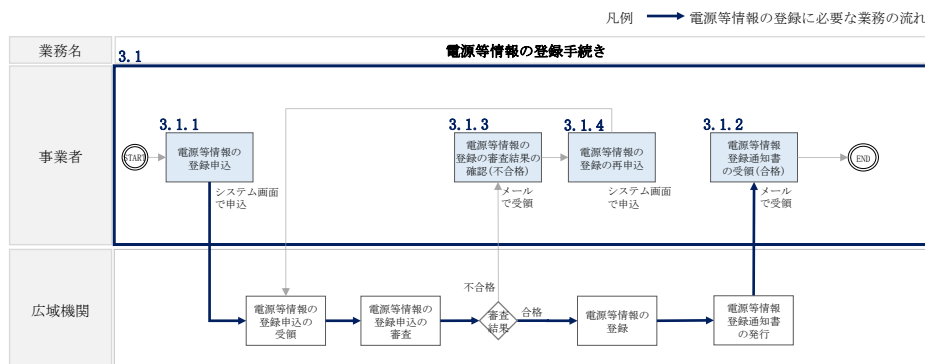 凡例 電源等情報の登録に必要な業務の流れ
業務名
3.1
電源等情報の登録手続き
事業者
START
3.1.1
電源等情報の
登録申込
システム画面
で申込
3.1.3
電源等情報の
登録の審査結果の
確認(不合格)
メール
で受領
3.1.4
電源等情報の
登録の再申込
システム画面
で申込
3.1.2
電源等情報
登録通知書
の受領(合格)
メール
で受領
END
広域機関
電源等情報の
登録申込の
受領
電源等情報の
登録申込の
審査
不合格
審査
結果
合格
電源等情報の
登録
電源等情報
登録通知書
の発行